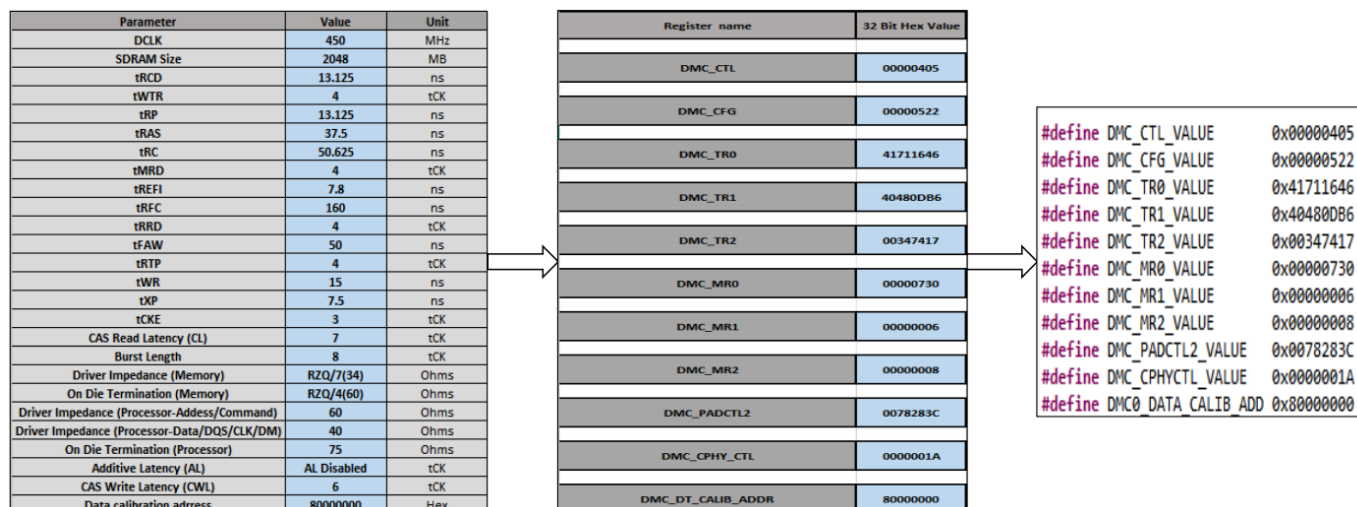 Parameter Value Unit
DCLK 450 MHz
SDRAM Size 2048 MB
tRCD 13.125 ns
tWTR 4 tCK
tRP 13.125 ns
tRAS 37.5 ns
tRC 50.625 ns
tMRD 4 tCK
tREFI 7.8 ns
tRFC 160 ns
tRRD 4 tCK
tFAW 50 ns
tRTP 4 tCK
tWR 15 ns
tXP 7.5 ns
tCKE 3 tCK
CAS Read Latency (CL) 7 tCK
Burst Length 8 tCK
Driver Impedance (Memory) RZQ/7(34) Ohms
On Die Termination (Memory) RZQ/4(60) Ohms
Driver Impedance (Processor-Addess/Command) 60 Ohms
Driver Impedance (Processor-Data/DQS/CLK/DM) 40 Ohms
On Die Termination (Processor) 75 Ohms
Additive Latency (AL) AL Disabled tCK
CAS Write Latency (CWL) 6 tCK
Data calibration adrress 80000000 Hex
Register name 32 Bit Hex Value
DMC_CTL 00000405
DMC_CFG 00000522
DMC_TR0 41711646
DMC_TR1 40480DB6
DMC_TR2 00347417
DMC_MR0 00000730
DMC_MR1 00000006
DMC_MR2 00000008
DMC_PADCTL2 0078283C
DMC_CPHY_CTL 0000001A
DMC_DT_CALIB_ADDR 80000000
#define DMC_CTL_VALUE 0x00000405
#define DMC_CFG_VALUE 0x00000522
#define DMC_TR0_VALUE 0x41711646
#define DMC_TR1_VALUE 0x40480DB6
#define DMC_TR2_VALUE 0x00347417
#define DMC_MR0_VALUE 0x00000730
#define DMC_MR1_VALUE 0x00000006
#define DMC_MR2_VALUE 0x00000008
#define DMC_PADCTL2_VALUE 0x0078283C
#define DMC_CPHYCTL_VALUE 0x0000001A
#define DMC0_DATA_CALIB_ADD 0x80000000